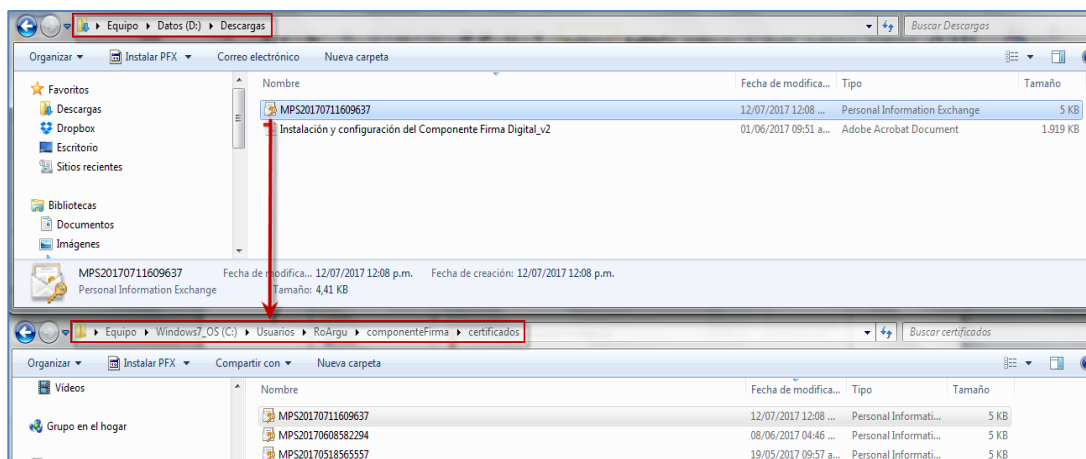 Equipo ▸ Datos (D:) ▸ Descargas
Buscar Descargas
Organizar Instalar PFX Correo electrónico Nueva carpeta
Favoritos
Descargas
Dropbox
Escritorio
Sitios recientes
Bibliotecas
Documentos
Imágenes
Nombre Fecha de modifica... Tipo Tamaño
MPS20170711609637 12/07/2017 12:08 ... Personal Information Exchange 5 KB
Instalación y configuración del Componente Firma Digital_v2 01/06/2017 09:51 a... Adobe Acrobat Document 1.919 KB
MPS20170711609637 Fecha de modifica... 12/07/2017 12:08 p.m. Fecha de creación: 12/07/2017 12:08 p.m.
Personal Information Exchange Tamaño: 4,41 KB
Equipo ▸ Windows7_OS (C:) ▸ Usuarios ▸ RoArgu ▸ componenteFirma ▸ certificados
Buscar certificados
Organizar Instalar PFX Compartir con Nueva carpeta
Vídeos
Grupo en el hogar
Nombre Fecha de modifica... Tipo Tamaño
MPS20170711609637 12/07/2017 12:08 ... Personal Informati... 5 KB
MPS20170608582294 08/06/2017 04:46 ... Personal Informati... 5 KB
MPS20170518565557 19/05/2017 09:57 a... Personal Informati... 5 KB